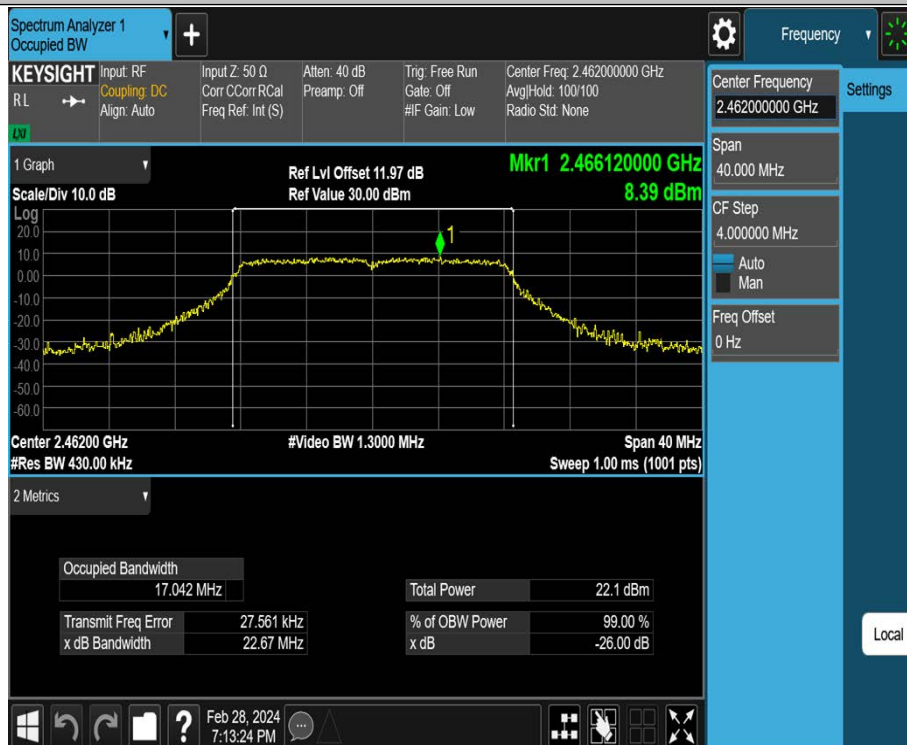 Spectrum Analyzer 1
Occupied BW
Frequency
KEYSIGHT
RL
LXI
Input: RF
Coupling: DC
Align: Auto
Input Z: 50 Ω
Corr CCorr RCal
Freq Ref: Int (S)
Atten: 40 dB
Preamp: Off
Trig: Free Run
Gate: Off
#IF Gain: Low
Center Freq: 2.462000000 GHz
Avg|Hold: 100/100
Radio Std: None
Center Frequency
2.462000000 GHz
Settings
Span
40.000 MHz
CF Step
4.000000 MHz
Auto
Man
Freq Offset
0 Hz
Local
1 Graph
Scale/Div 10.0 dB
Ref Lvl Offset 11.97 dB
Ref Value 30.00 dBm
Mkr1 2.466120000 GHz
8.39 dBm
Log
20.0
10.0
0.00
-10.0
-20.0
-30.0
-40.0
-50.0
-60.0
1
Center 2.46200 GHz
#Res BW 430.00 kHz
#Video BW 1.3000 MHz
Span 40 MHz
Sweep 1.00 ms (1001 pts)
2 Metrics
Occupied Bandwidth
17.042 MHz
Total Power 22.1 dBm
Transmit Freq Error 27.561 kHz
% of OBW Power 99.00 %
x dB Bandwidth 22.67 MHz
x dB -26.00 dB
Feb 28, 2024
7:13:24 PM